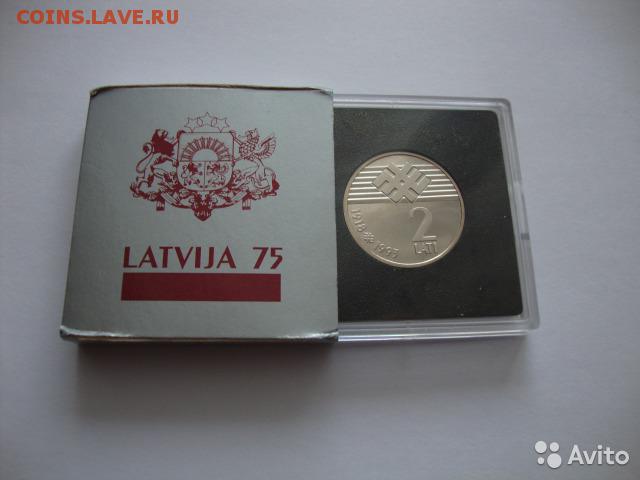 COINS.LAVE.RU
LATVIJA 75
1918 1993
2
LATI
Avito